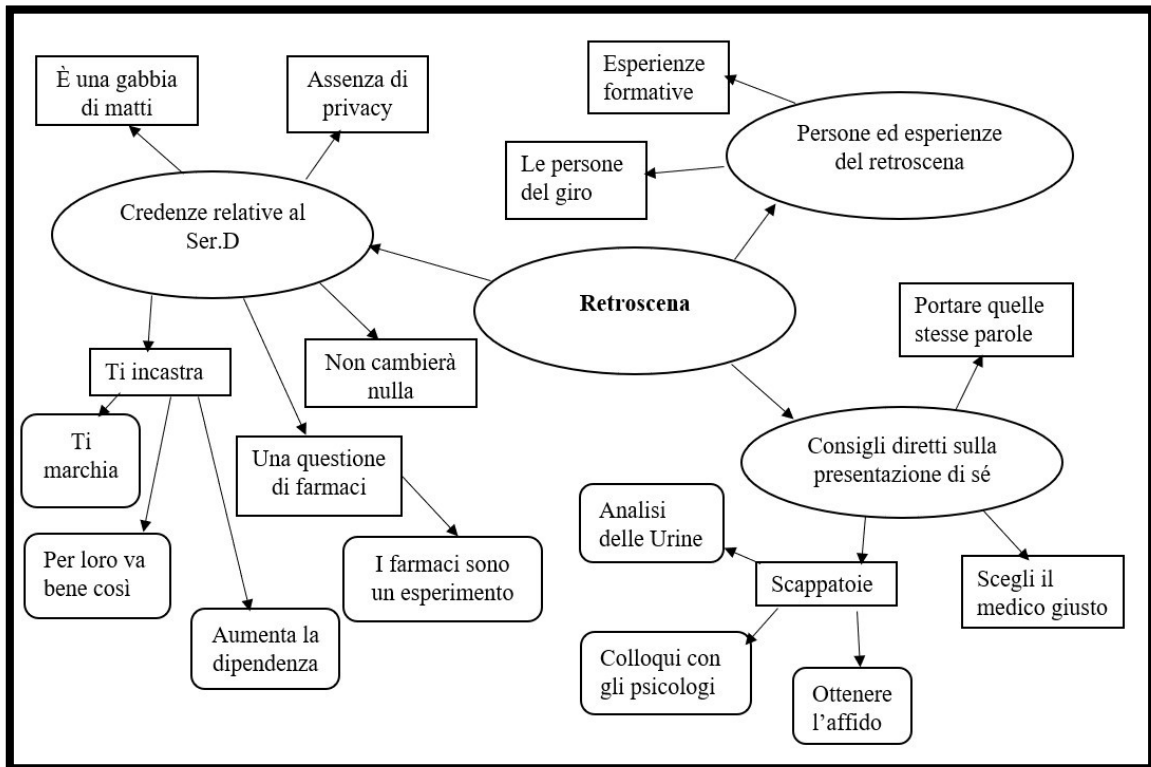 È una gabbia
di matti
Assenza di
privacy
Esperienze
formative
Persone ed esperienze
del retroscena
Le persone
del giro
Credenze relative al
Ser.D
Retroscena
Portare quelle
stesse parole
Ti incastra
Non cambierà
nulla
Ti
marchia
Una questione
di farmaci
Consigli diretti sulla
presentazione di sé
Per loro va
bene così
I farmaci sono
un esperimento
Analisi
delle Urine
Scappatoie
Scegli il
medico giusto
Aumenta la
dipendenza
Colloqui con
gli psicologi
Ottenere
l’affido